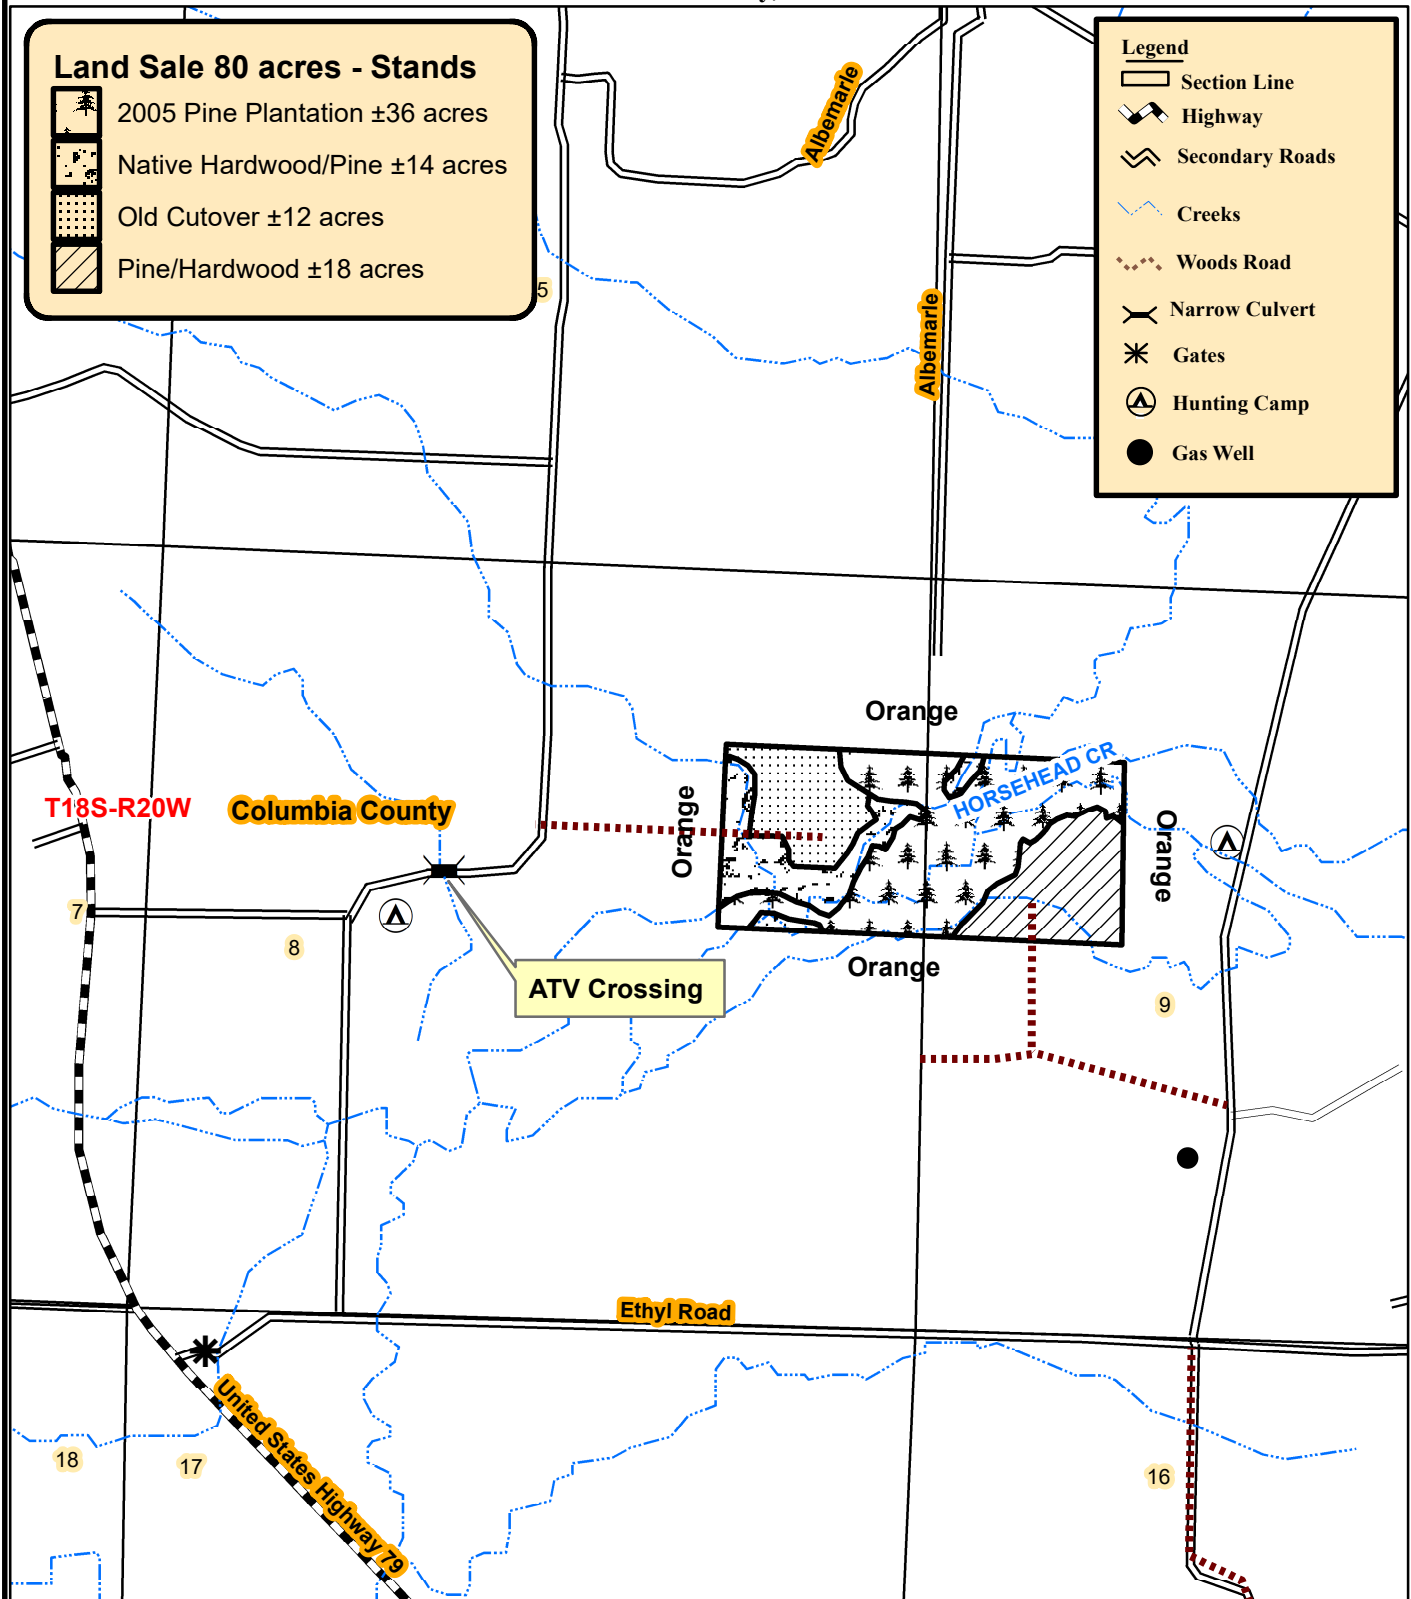 Land Sale 80 acres - Stands
2005 Pine Plantation ±36 acres
Native Hardwood/Pine ±14 acres
Old Cutover ±12 acres
Pine/Hardwood ±18 acres
Legend
Section Line
Highway
Secondary Roads
Creeks
Woods Road
Narrow Culvert
Gates
Hunting Camp
Gas Well
Albemarle
5
Albemarle
Orange
HORSEHEAD CR
T18S-R20W
Columbia County
Orange
Orange
7
8
Orange
ATV Crossing
9
Ethyl Road
United States Highway 79
18
17
16